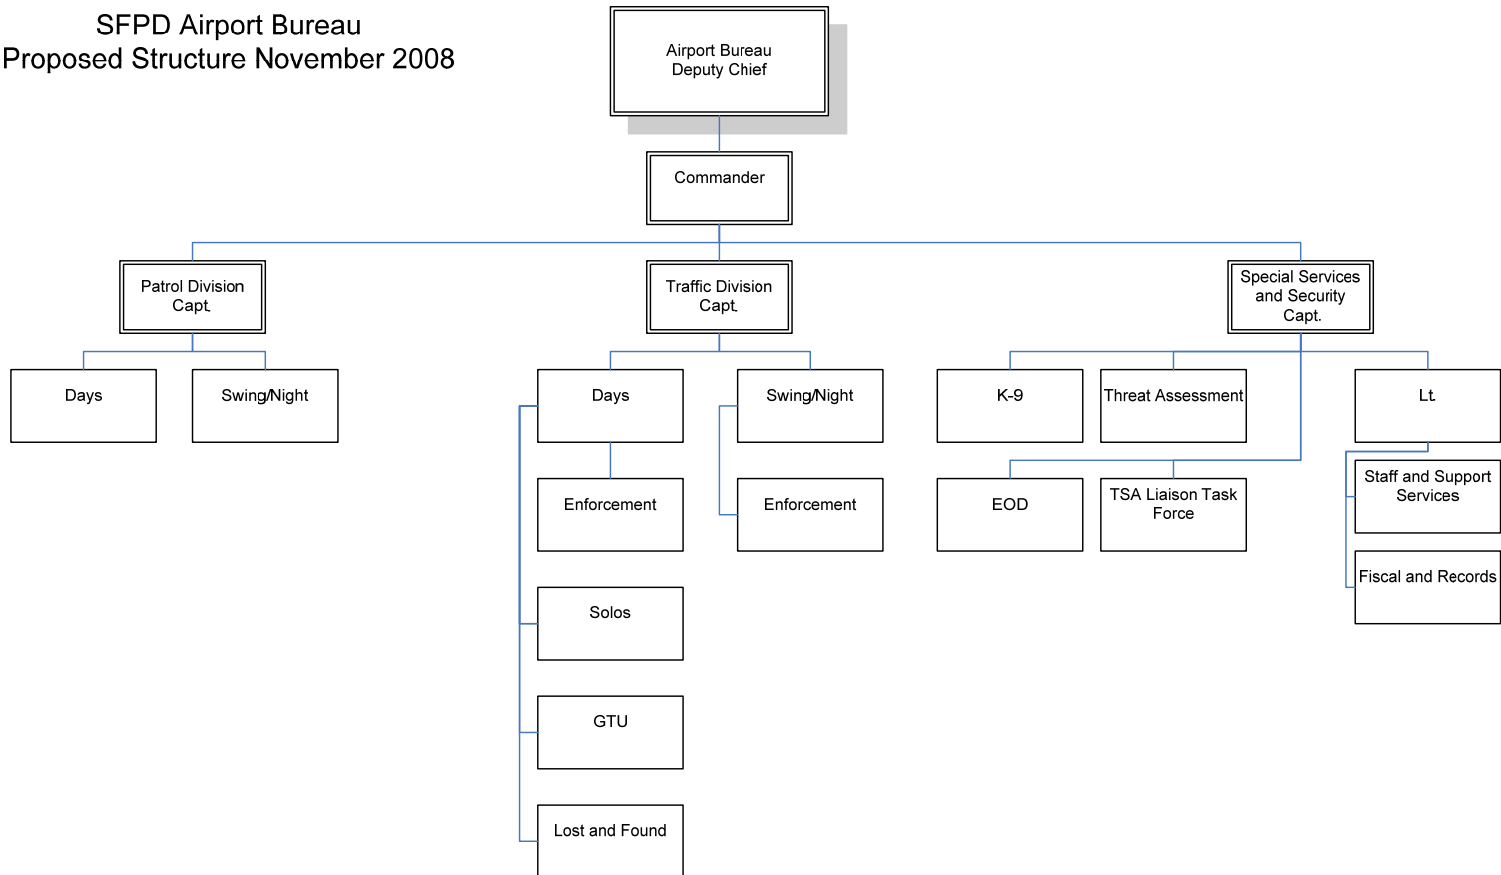 SFPD Airport Bureau
Proposed Structure November 2008
Airport Bureau
Deputy Chief
Commander
Patrol Division
Capt.
Traffic Division
Capt.
Special Services
and Security
Capt.
Days
Swing/Night
Days
Swing/Night
K-9
Threat Assessment
Lt.
Enforcement
Enforcement
EOD
TSA Liaison Task
Force
Staff and Support
Services
Solos
Fiscal and Records
GTU
Lost and Found